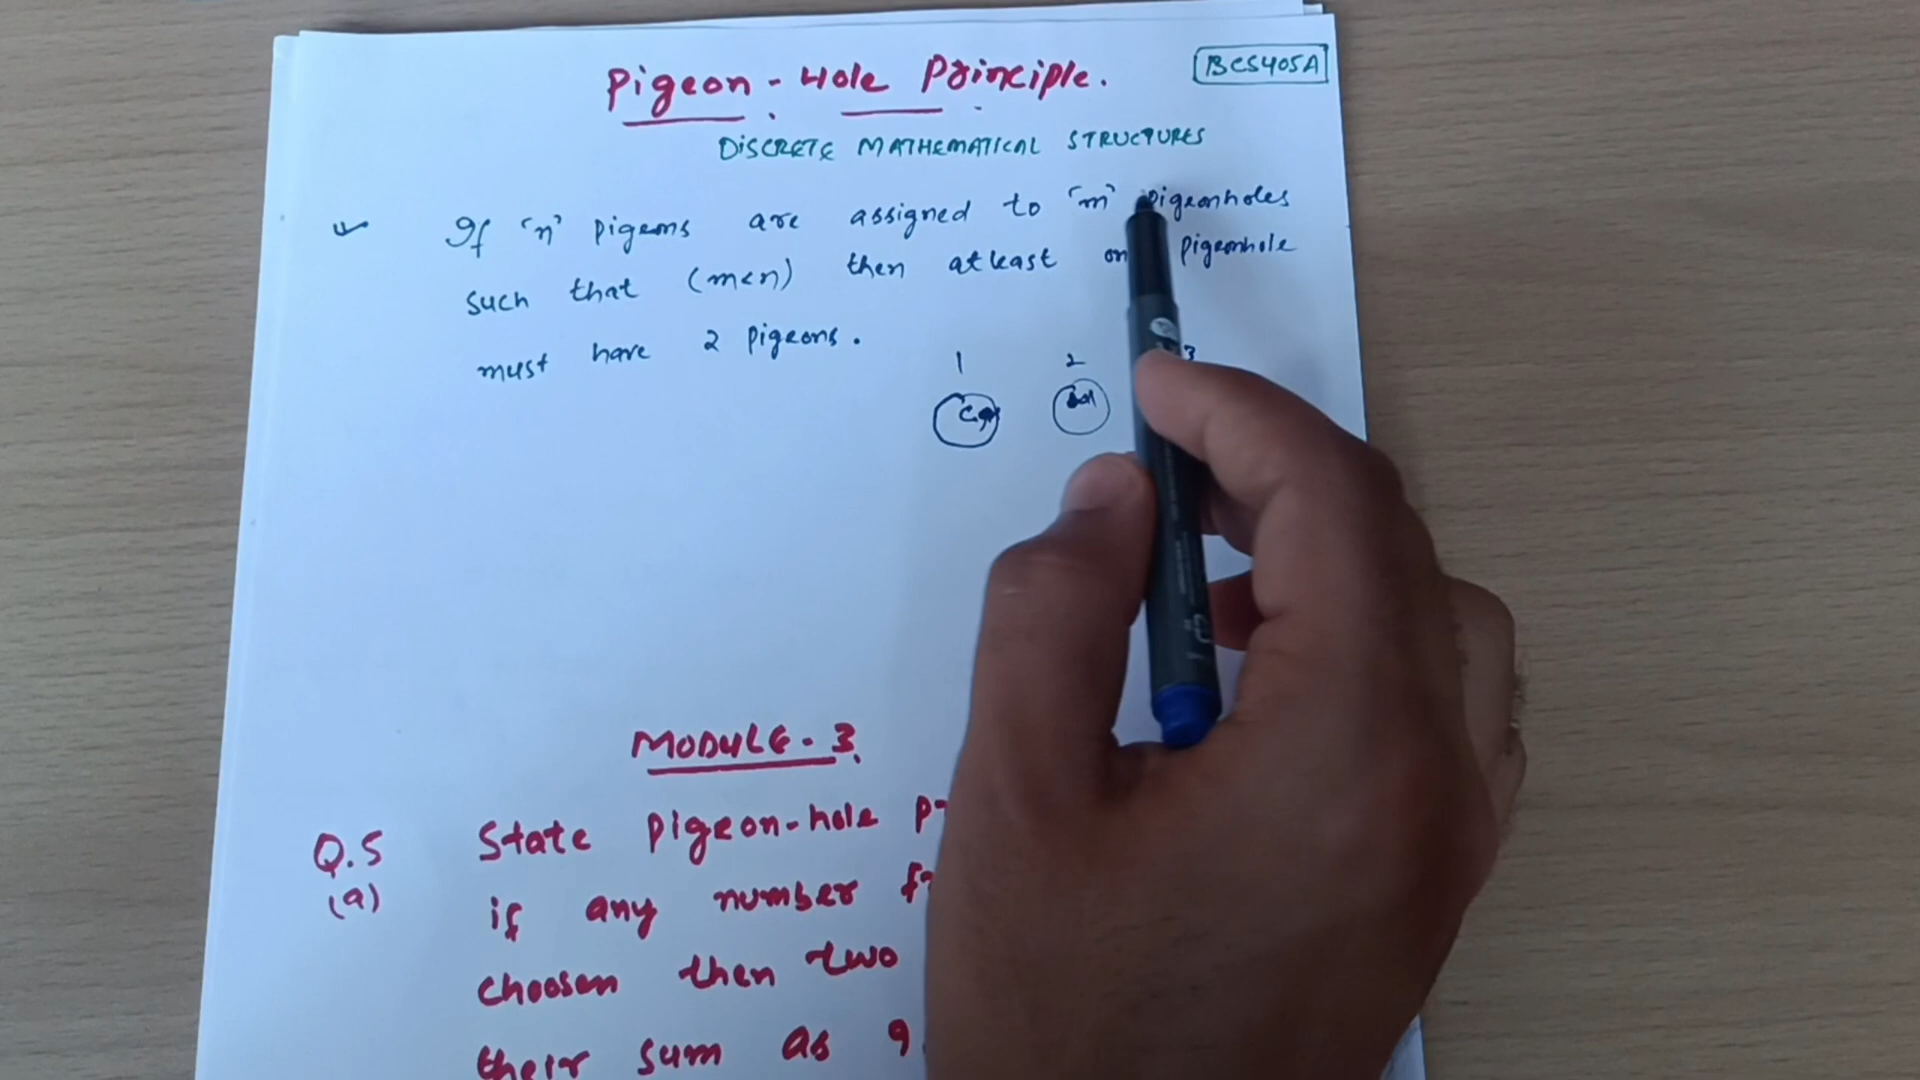 Pigeon-Hole Principle.
BCS405A
DISCRETE MATHEMATICAL STRUCTURES
If 'n' pigeons are assigned to 'm' pigeonholes
such that (m<n) then atleast pigeonhole
must have 2 pigeons.
1 2 3
MODULE-3
Q.5 State pigeon-hole
(a) if any number
choosen then two
their sum as 9